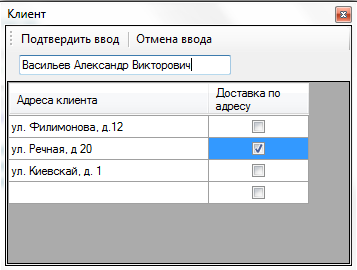 Клиент
Подтвердить ввод Отмена ввода
Васильев Александр Викторович
Адреса клиента Доставка по адресу
ул. Филимонова, д.12
ул. Речная, д 20
ул. Киевскай, д. 1